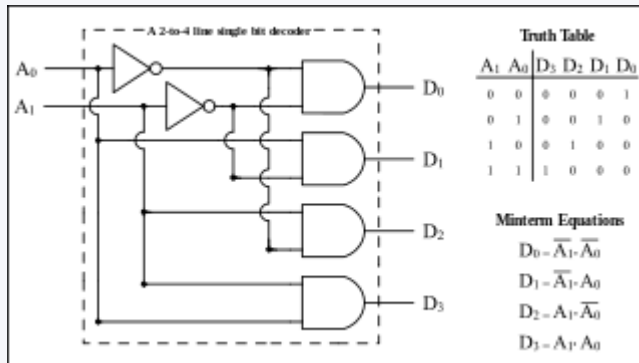 A 2-to-4 line single bit decoder
A₀
A₁
D₀
D₁
D₂
D₃
Truth Table
A₁ A₀ D₃ D₂ D₁ D₀
0 0 0 0 0 1
0 1 0 0 1 0
1 0 0 1 0 0
1 1 1 0 0 0
Minterm Equations
D₀ = A̅₁· A̅₀
D₁ = A̅₁· A₀
D₂ = A₁· A̅₀
D₃ = A₁· A₀